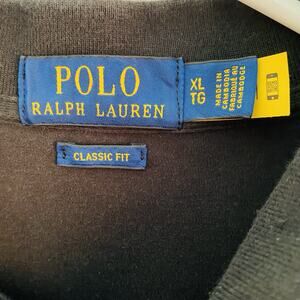 POLO
RALPH LAUREN
XL
TG
MADE IN
CAMBODIA
FABRIQUÉ AU
CAMBODGE
CLASSIC FIT